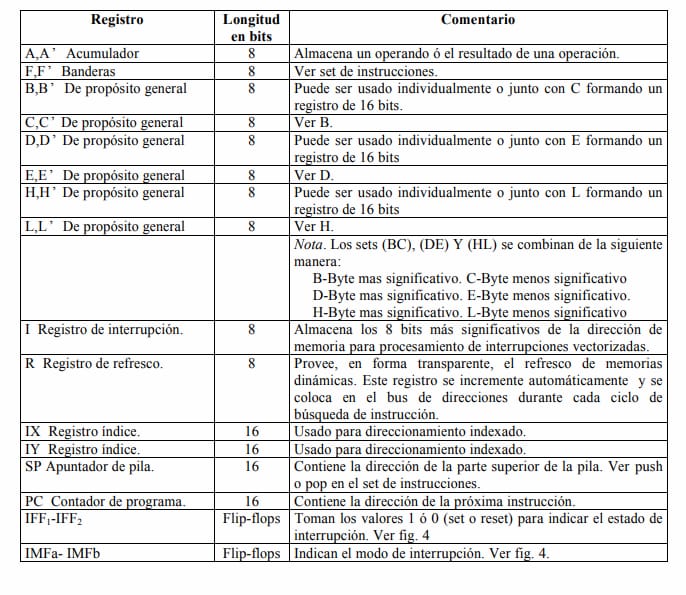 Registro Longitud en bits Comentario
A,A’ Acumulador 8 Almacena un operando ó el resultado de una operación.
F,F’ Banderas 8 Ver set de instrucciones.
B,B’ De propósito general 8 Puede ser usado individualmente o junto con C formando un
registro de 16 bits.
C,C’ De propósito general 8 Ver B.
D,D’ De propósito general 8 Puede ser usado individualmente o junto con E formando un
registro de 16 bits
E,E’ De propósito general 8 Ver D.
H,H’ De propósito general 8 Puede ser usado individualmente o junto con L formando un
registro de 16 bits
L,L’ De propósito general 8 Ver H.
Nota. Los sets (BC), (DE) Y (HL) se combinan de la siguiente
manera:
B-Byte mas significativo. C-Byte menos significativo
D-Byte mas significativo. E-Byte menos significativo.
H-Byte mas significativo. L-Byte menos significativo
I Registro de interrupción. 8 Almacena los 8 bits más significativos de la dirección de
memoria para procesamiento de interrupciones vectorizadas.
R Registro de refresco. 8 Provee, en forma transparente, el refresco de memorias
dinámicas. Este registro se incremente automáticamente y se
coloca en el bus de direcciones durante cada ciclo de
búsqueda de instrucción.
IX Registro índice. 16 Usado para direccionamiento indexado.
IY Registro índice. 16 Usado para direccionamiento indexado.
SP Apuntador de pila. 16 Contiene la dirección de la parte superior de la pila. Ver push
o pop en el set de instrucciones.
PC Contador de programa. 16 Contiene la dirección de la próxima instrucción.
IFF1-IFF2 Flip-flops Toman los valores 1 ó 0 (set o reset) para indicar el estado de
interrupción. Ver fig. 4
IMFa- IMFb Flip-flops Indican el modo de interrupción. Ver fig. 4.